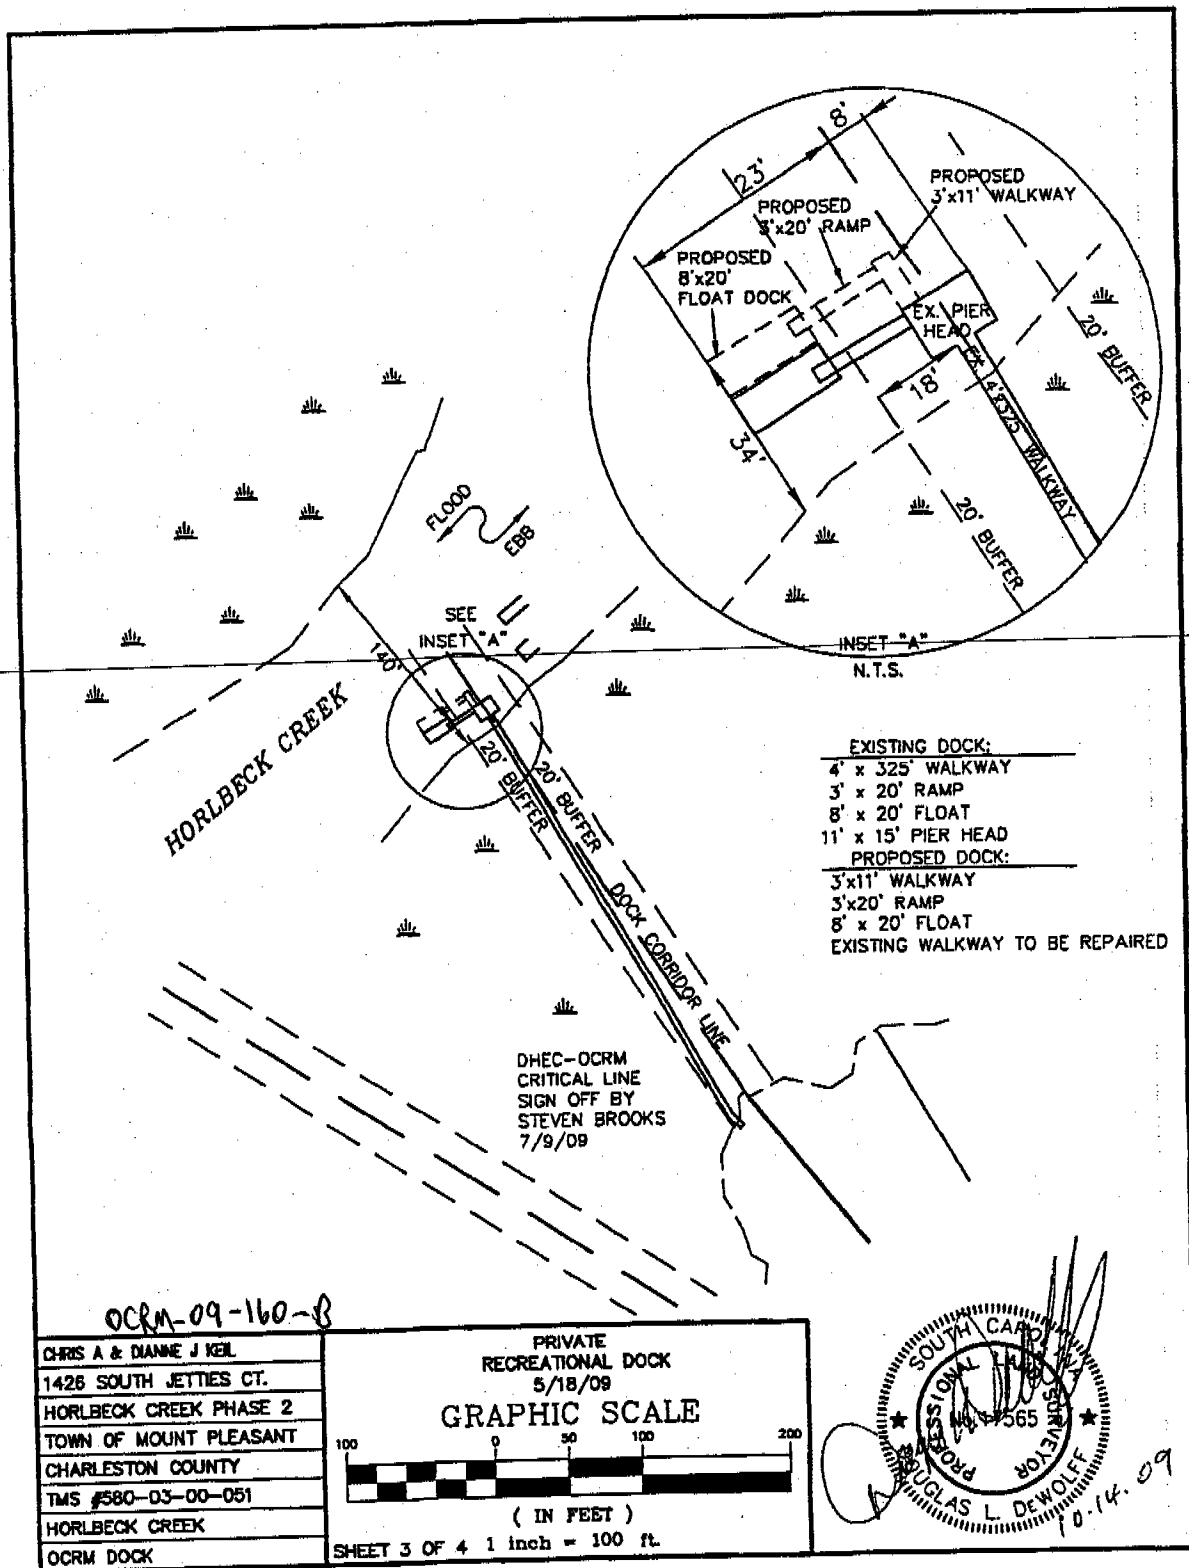 8'
23'
PROPOSED
3'x11' WALKWAY
PROPOSED
3'x20' RAMP
PROPOSED
8'x20'
FLOAT DOCK
EX. PIER
HEAD
20' BUFFER
18'
EX. 4'x325' WALKWAY
34'
20' BUFFER
INSET "A"
N.T.S.
FLOOD
EBB
SEE
INSET "A"
140'
HORLBECK CREEK
20' BUFFER
20' BUFFER
DOCK CORRIDOR LINE
EXISTING DOCK:
4' x 325' WALKWAY
3' x 20' RAMP
8' x 20' FLOAT
11' x 15' PIER HEAD
PROPOSED DOCK:
3'x11' WALKWAY
3'x20' RAMP
8' x 20' FLOAT
EXISTING WALKWAY TO BE REPAIRED
DHEC-OCRM
CRITICAL LINE
SIGN OFF BY
STEVEN BROOKS
7/9/09
OCRM-09-160-B
CHRIS A & DIANNE J KEIL
1426 SOUTH JETTIES CT.
HORLBECK CREEK PHASE 2
TOWN OF MOUNT PLEASANT
CHARLESTON COUNTY
TMS #580-03-00-051
HORLBECK CREEK
OCRM DOCK
PRIVATE
RECREATIONAL DOCK
5/18/09
GRAPHIC SCALE
100 0 50 100 200
( IN FEET )
SHEET 3 OF 4 1 inch = 100 ft.
SOUTH CAROLINA
PROFESSIONAL LAND SURVEYOR
DOUGLAS L. DeWOLFF
10.14.09